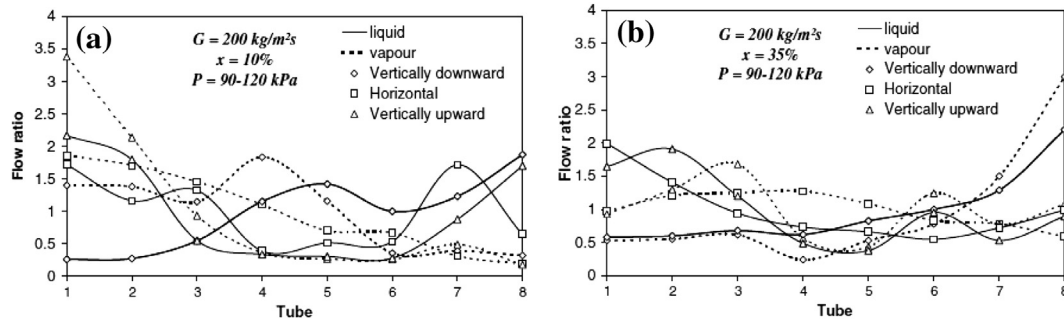 (a)
G = 200 kg/m²s
x = 10%
P = 90-120 kPa
liquid
vapour
Vertically downward
Horizontal
Vertically upward
Flow ratio
4
3.5
3
2.5
2
1.5
1
0.5
0
1 2 3 4 5 6 7 8
Tube
(b)
G = 200 kg/m²s
x = 35%
P = 90-120 kPa
liquid
vapour
Vertically downward
Horizontal
Vertically upward
Flow ratio
4
3.5
3
2.5
2
1.5
1
0.5
0
1 2 3 4 5 6 7 8
Tube